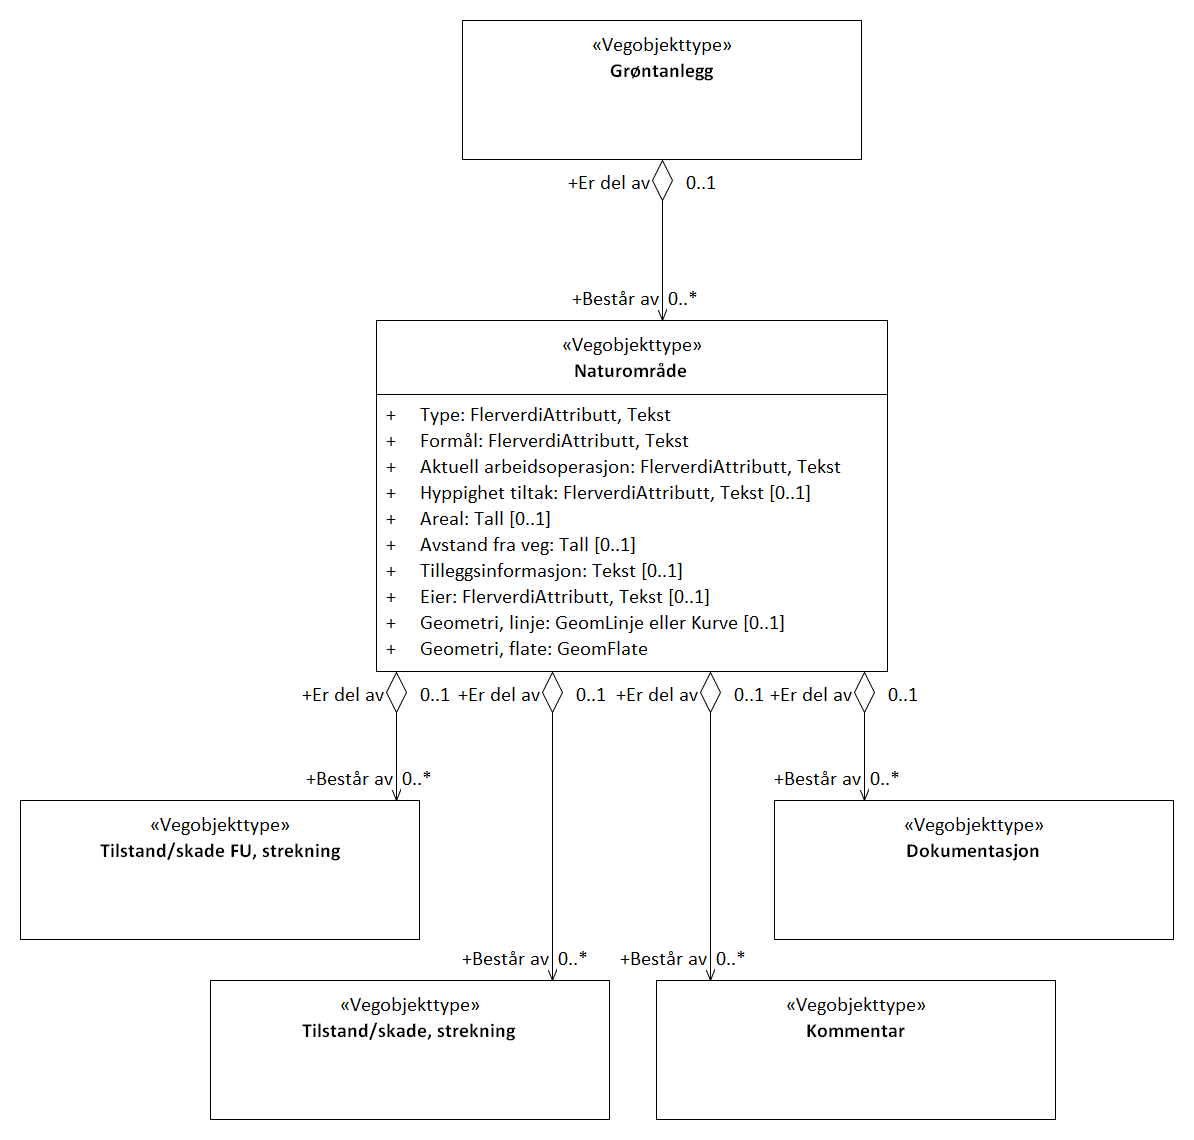 «Vegobjekttype»
Grøntanlegg
+Er del av 0..1
+Består av 0..*
«Vegobjekttype»
Naturområde
+ Type: FlerverdiAttributt, Tekst
+ Formål: FlerverdiAttributt, Tekst
+ Aktuell arbeidsoperasjon: FlerverdiAttributt, Tekst
+ Hyppighet tiltak: FlerverdiAttributt, Tekst [0..1]
+ Areal: Tall [0..1]
+ Avstand fra veg: Tall [0..1]
+ Tilleggsinformasjon: Tekst [0..1]
+ Eier: FlerverdiAttributt, Tekst [0..1]
+ Geometri, linje: GeomLinje eller Kurve [0..1]
+ Geometri, flate: GeomFlate
+Er del av 0..1 +Er del av 0..1 +Er del av 0..1 +Er del av 0..1
+Består av 0..* +Består av 0..*
«Vegobjekttype» «Vegobjekttype»
Tilstand/skade FU, strekning Dokumentasjon
+Består av 0..* +Består av 0..*
«Vegobjekttype» «Vegobjekttype»
Tilstand/skade, strekning Kommentar